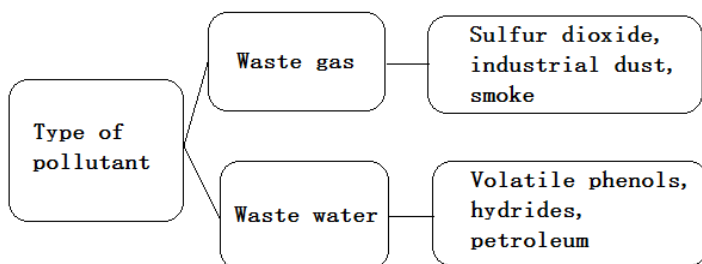 Type of
pollutant
Waste gas
Sulfur dioxide,
industrial dust,
smoke
Waste water
Volatile phenols,
hydrides,
petroleum